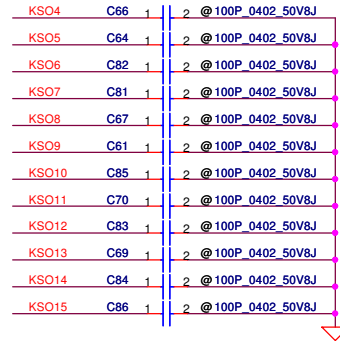 KSO4 C66 1 2 @100P_0402_50V8J
KSO5 C64 1 2 @100P_0402_50V8J
KSO6 C82 1 2 @100P_0402_50V8J
KSO7 C81 1 2 @100P_0402_50V8J
KSO8 C67 1 2 @100P_0402_50V8J
KSO9 C61 1 2 @100P_0402_50V8J
KSO10 C85 1 2 @100P_0402_50V8J
KSO11 C70 1 2 @100P_0402_50V8J
KSO12 C83 1 2 @100P_0402_50V8J
KSO13 C69 1 2 @100P_0402_50V8J
KSO14 C84 1 2 @100P_0402_50V8J
KSO15 C86 1 2 @100P_0402_50V8J